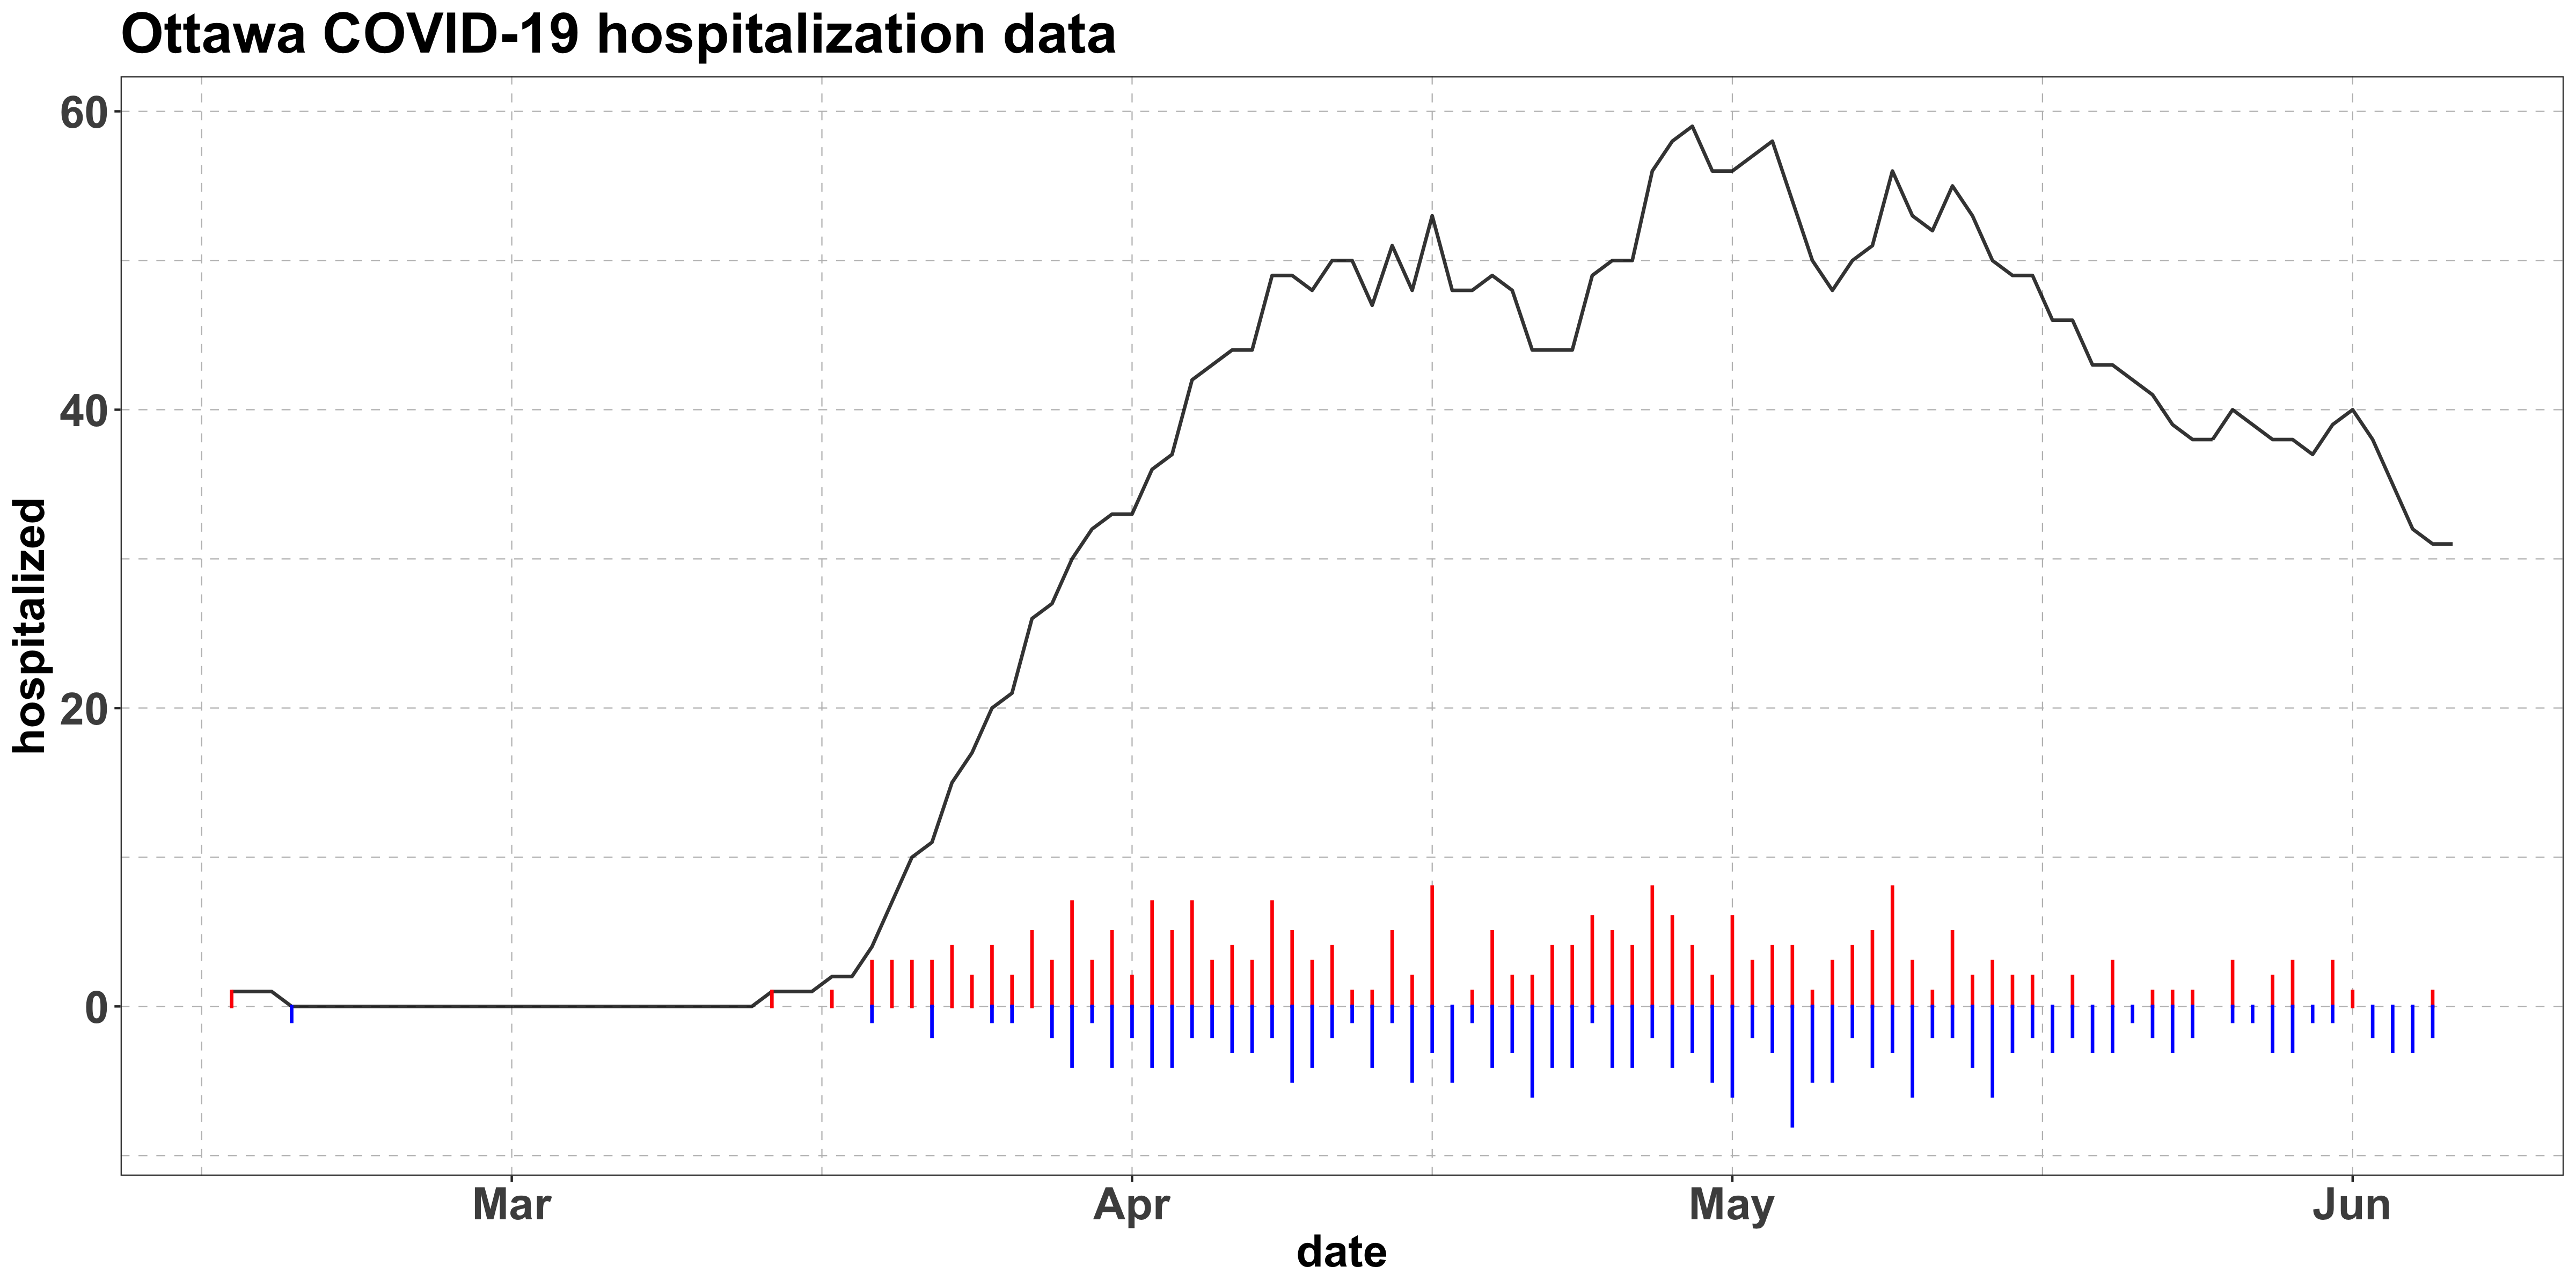 Ottawa COVID-19 hospitalization data
60
40
20
0
hospitalized
Mar Apr May Jun
date